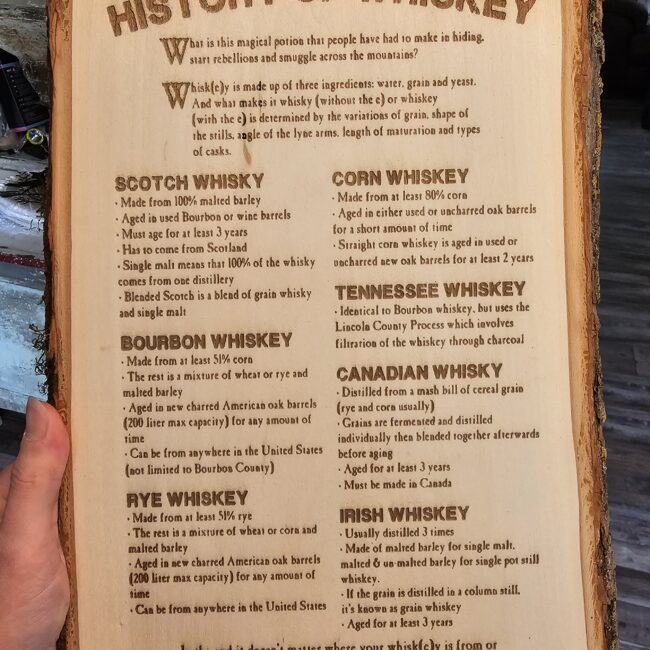 HISTORY OF WHISKEY
What is this magical potion that people have had to make in hiding,
start rebellions and smuggle across the mountains?
Whisk(e)y is made up of three ingredients: water, grain and yeast.
And what makes it whisky (without the e) or whiskey
(with the e) is determined by the variations of grain, shape of
the stills, angle of the lyne arms, length of maturation and types
of casks.
SCOTCH WHISKY
· Made from 100% malted barley
· Aged in used Bourbon or wine barrels
· Must age for at least 3 years
· Has to come from Scotland
· Single malt means that 100% of the whisky
comes from one distillery
· Blended Scotch is a blend of grain whisky
and single malt
BOURBON WHISKEY
· Made from at least 51% corn
· The rest is a mixture of wheat or rye and
malted barley
· Aged in new charred American oak barrels
(200 liter max capacity) for any amount of
time
· Can be from anywhere in the United States
(not limited to Bourbon County)
RYE WHISKEY
· Made from at least 51% rye
· The rest is a mixture of wheat or corn and
malted barley
· Aged in new charred American oak barrels
(200 liter max capacity) for any amount of
time
· Can be from anywhere in the United States
CORN WHISKEY
· Made from at least 80% corn
· Aged in either used or uncharred oak barrels
for a short amount of time
· Straight corn whiskey is aged in used or
uncharred new oak barrels for at least 2 years
TENNESSEE WHISKEY
· Identical to Bourbon whiskey, but uses the
Lincoln County Process which involves
filtration of the whiskey through charcoal
CANADIAN WHISKY
· Distilled from a mash bill of cereal grain
(rye and corn usually)
· Grains are fermented and distilled
individually then blended together afterwards
before aging
· Aged for at least 3 years
· Must be made in Canada
IRISH WHISKEY
· Usually distilled 3 times
· Made of malted barley for single malt,
malted & un-malted barley for single pot still
whiskey.
· If the grain is distilled in a column still,
it's known as grain whiskey
· Aged for at least 3 years
In the end it doesn't matter where your whisk(e)y is from or